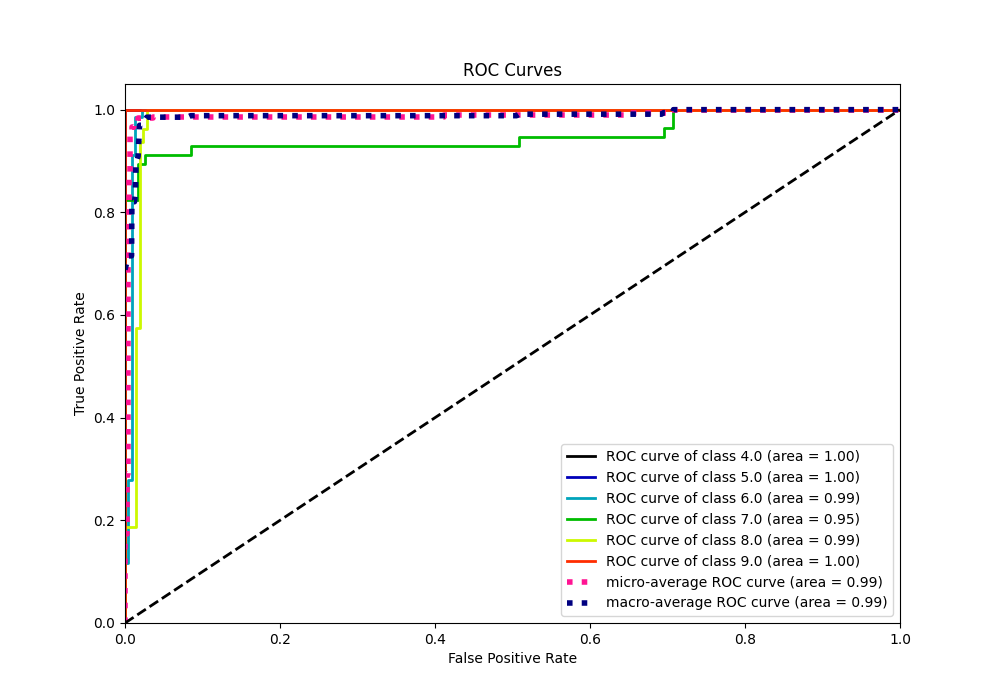 ROC Curves
True Positive Rate
1.0
0.8
0.6
0.4
0.2
0.0
0.0 0.2 0.4 0.6 0.8 1.0
False Positive Rate
ROC curve of class 4.0 (area = 1.00)
ROC curve of class 5.0 (area = 1.00)
ROC curve of class 6.0 (area = 0.99)
ROC curve of class 7.0 (area = 0.95)
ROC curve of class 8.0 (area = 0.99)
ROC curve of class 9.0 (area = 1.00)
micro-average ROC curve (area = 0.99)
macro-average ROC curve (area = 0.99)